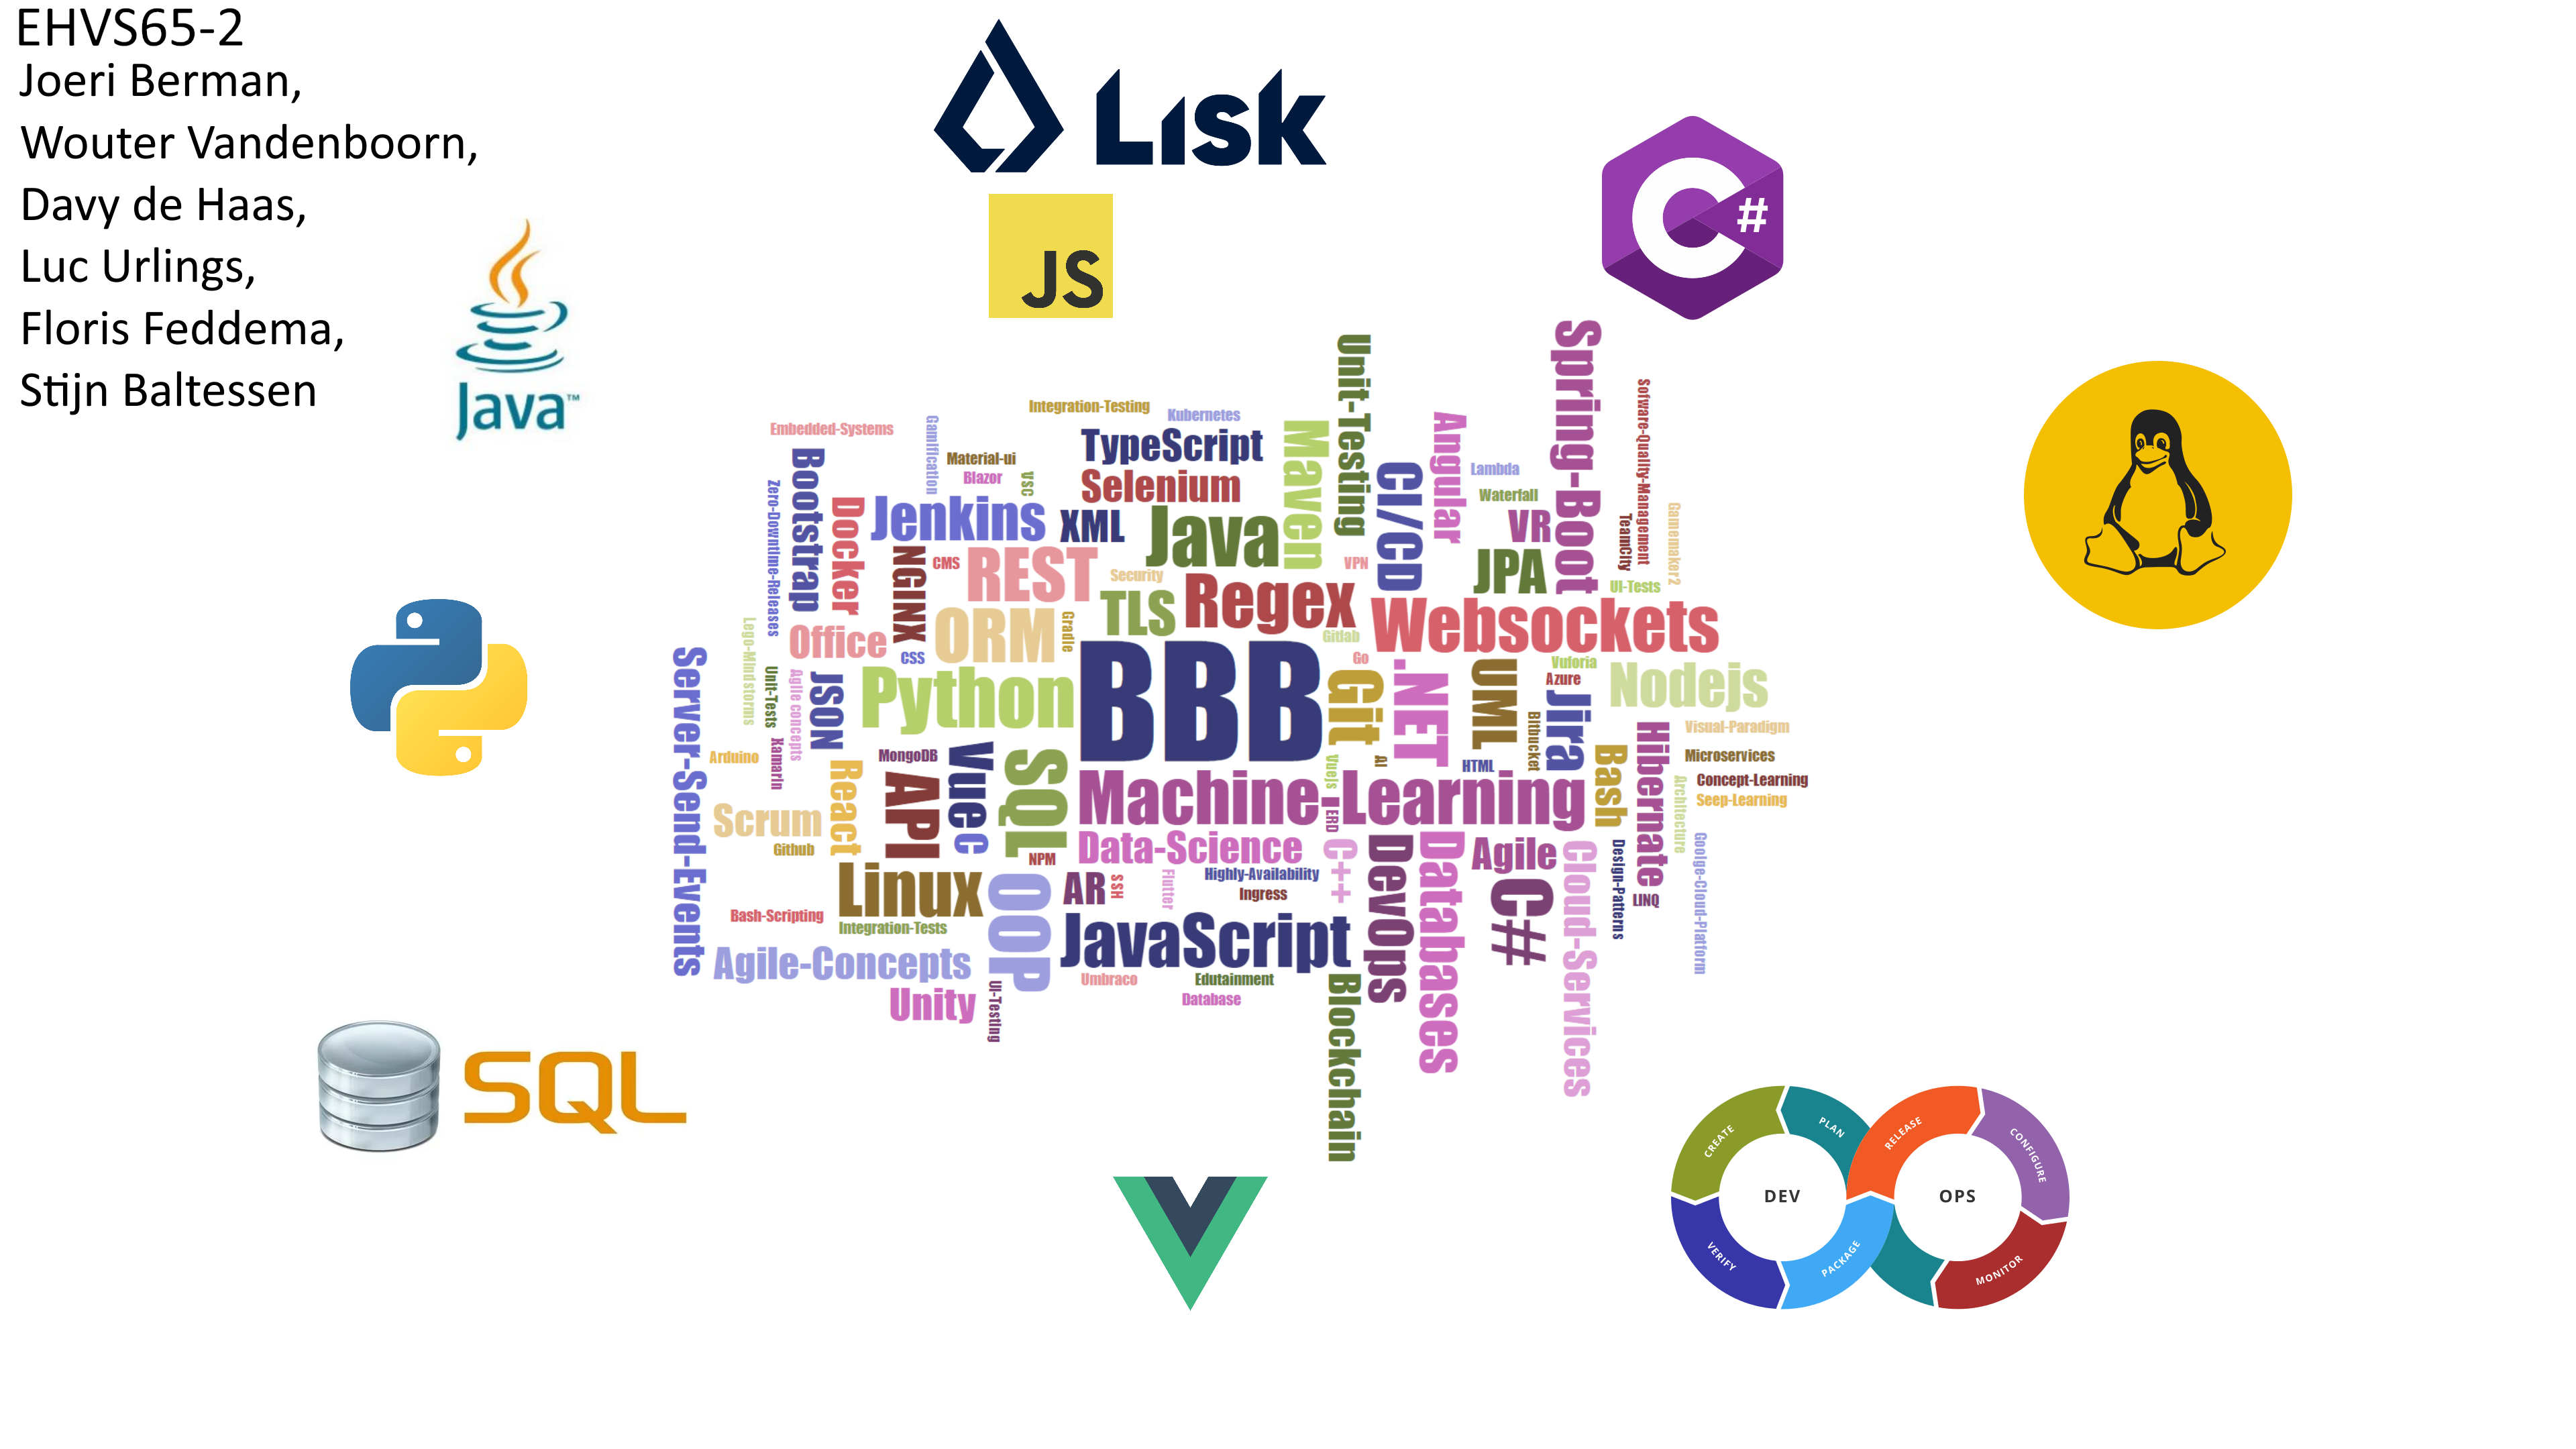 EHVS65-2
Joeri Berman,
Wouter Vandenboorn,
Davy de Haas,
Luc Urlings,
Floris Feddema,
Stijn Baltessen
Lisk
JS
C#
Java™
SQL
Integration-Testing
Kubernetes
Embedded-Systems
Gamification
Material-ui
Blazor
VSC
TypeScript
Selenium
Maven
Unit-Testing
CI/CD
Angular
Lambda
Waterfall
VR
Spring-Boot
Software-Quality-Management
TeamCity
Gamemaker2
UI-Tests
Zero-Downtime-Releases
Bootstrap
Docker
Jenkins
XML
Java
NGINX
CMS
REST
Security
VPN
JPA
TLS
Regex
Websockets
Office
CSS
ORM
Gradle
Gitlab
Go
Lego-Mindstorms
Unit-Tests
Agile concepts
JSON
Python
BBB
Git
.NET
UML
Vuforia
Azure
Nodejs
Server-Send-Events
Arduino
Xamarin
MongoDB
Vuec
SQL
Vuejs
AI
HTML
Bitbucket
Jira
Bash
Hibernate
Visual-Paradigm
Microservices
Concept-Learning
Seep-Learning
Architecture
React
API
Scrum
Github
Machine-Learning
ERD
NPM
Data-Science
C++
DevOps
Databases
Agile
C#
Cloud-Services
Design-Patterns
LINQ
Goolge-Cloud-Platform
Linux
OOP
AR
SSH
Flutter
Highly-Availability
Ingress
Bash-Scripting
Integration-Tests
JavaScript
Agile-Concepts
Unity
UI-Testing
Umbraco
Edutainment
Database
Blockchain
CREATE
PLAN
RELEASE
CONFIGURE
DEV
OPS
VERIFY
PACKAGE
MONITOR